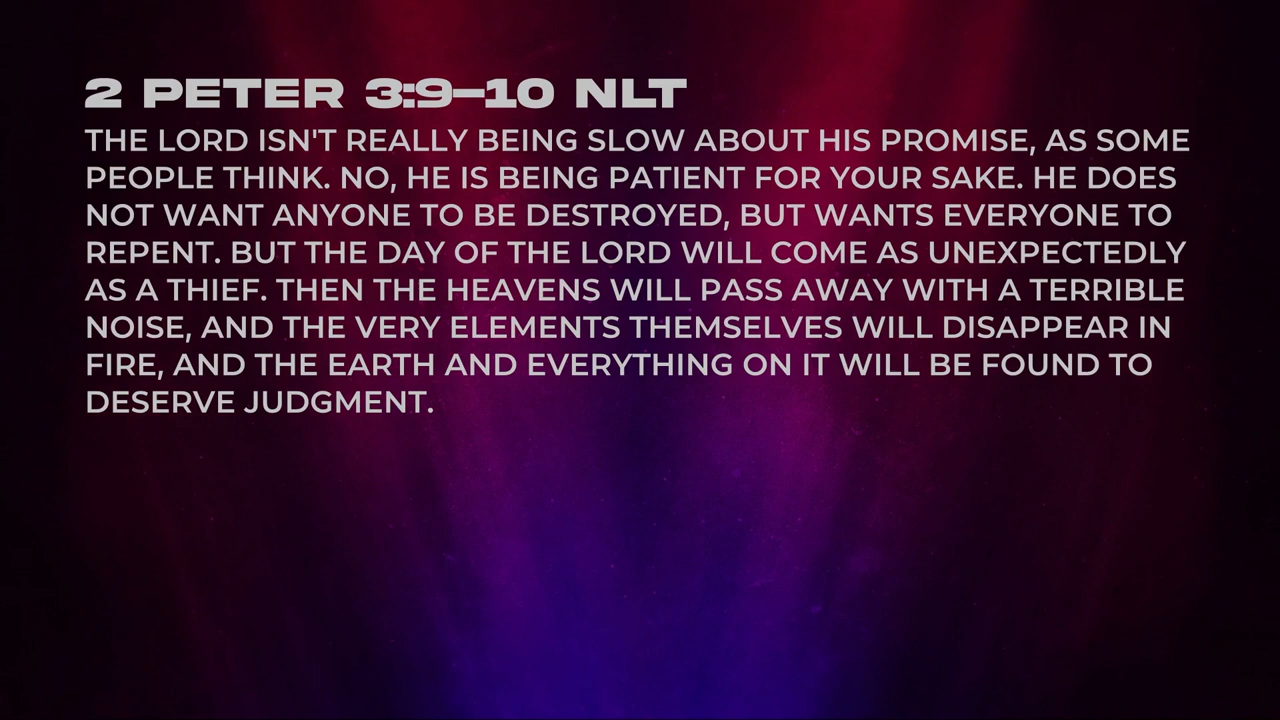 2 PETER 3:9–10 NLT
THE LORD ISN'T REALLY BEING SLOW ABOUT HIS PROMISE, AS SOME
PEOPLE THINK. NO, HE IS BEING PATIENT FOR YOUR SAKE. HE DOES
NOT WANT ANYONE TO BE DESTROYED, BUT WANTS EVERYONE TO
REPENT. BUT THE DAY OF THE LORD WILL COME AS UNEXPECTEDLY
AS A THIEF. THEN THE HEAVENS WILL PASS AWAY WITH A TERRIBLE
NOISE, AND THE VERY ELEMENTS THEMSELVES WILL DISAPPEAR IN
FIRE, AND THE EARTH AND EVERYTHING ON IT WILL BE FOUND TO
DESERVE JUDGMENT.